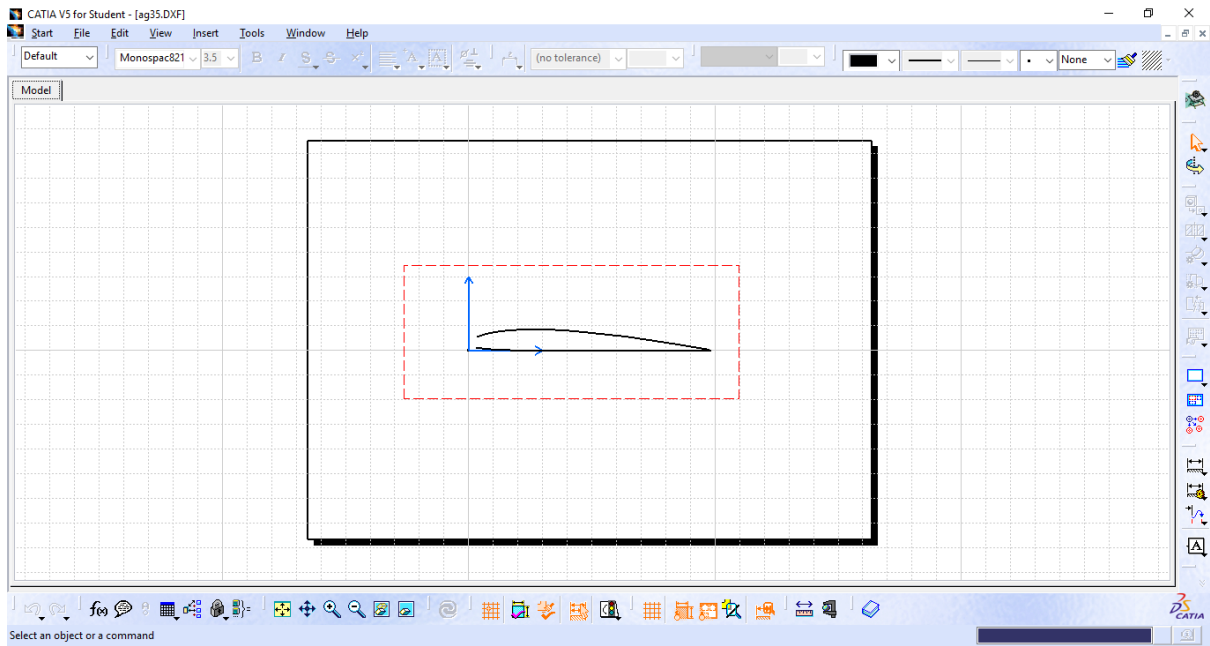 CATIA V5 for Student - [ag35.DXF]
Start File Edit View Insert Tools Window Help
Default Monospac821 3.5 B I S S (no tolerance) None
Model
f(x)
Select an object or a command
CATIA